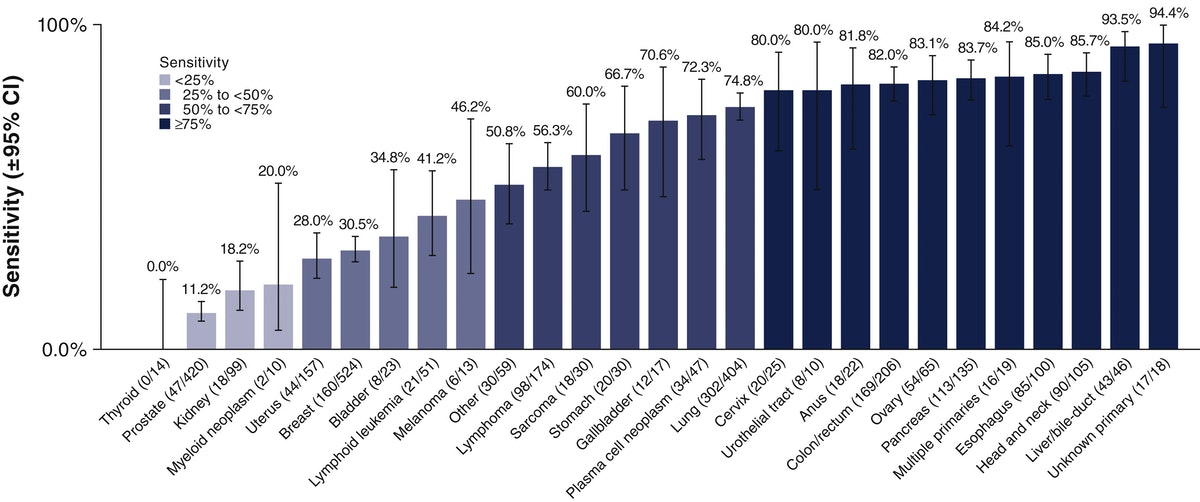 100%
0.0%
Sensitivity (±95% CI)
Sensitivity
<25%
25% to <50%
50% to <75%
≥75%
0.0%
11.2%
18.2%
20.0%
28.0%
30.5%
34.8%
41.2%
46.2%
50.8%
56.3%
60.0%
66.7%
70.6%
72.3%
74.8%
80.0%
80.0%
81.8%
82.0%
83.1%
83.7%
84.2%
85.0%
85.7%
93.5%
94.4%
Thyroid (0/14)
Prostate (47/420)
Kidney (18/99)
Myeloid neoplasm (2/10)
Uterus (44/157)
Breast (160/524)
Bladder (8/23)
Lymphoid leukemia (21/51)
Melanoma (6/13)
Other (30/59)
Lymphoma (98/174)
Sarcoma (18/30)
Stomach (20/30)
Gallbladder (12/17)
Plasma cell neoplasm (34/47)
Lung (302/404)
Cervix (20/25)
Urothelial tract (8/10)
Anus (18/22)
Colon/rectum (169/206)
Ovary (54/65)
Pancreas (113/135)
Multiple primaries (16/19)
Esophagus (85/100)
Head and neck (90/105)
Liver/bile-duct (43/46)
Unknown primary (17/18)